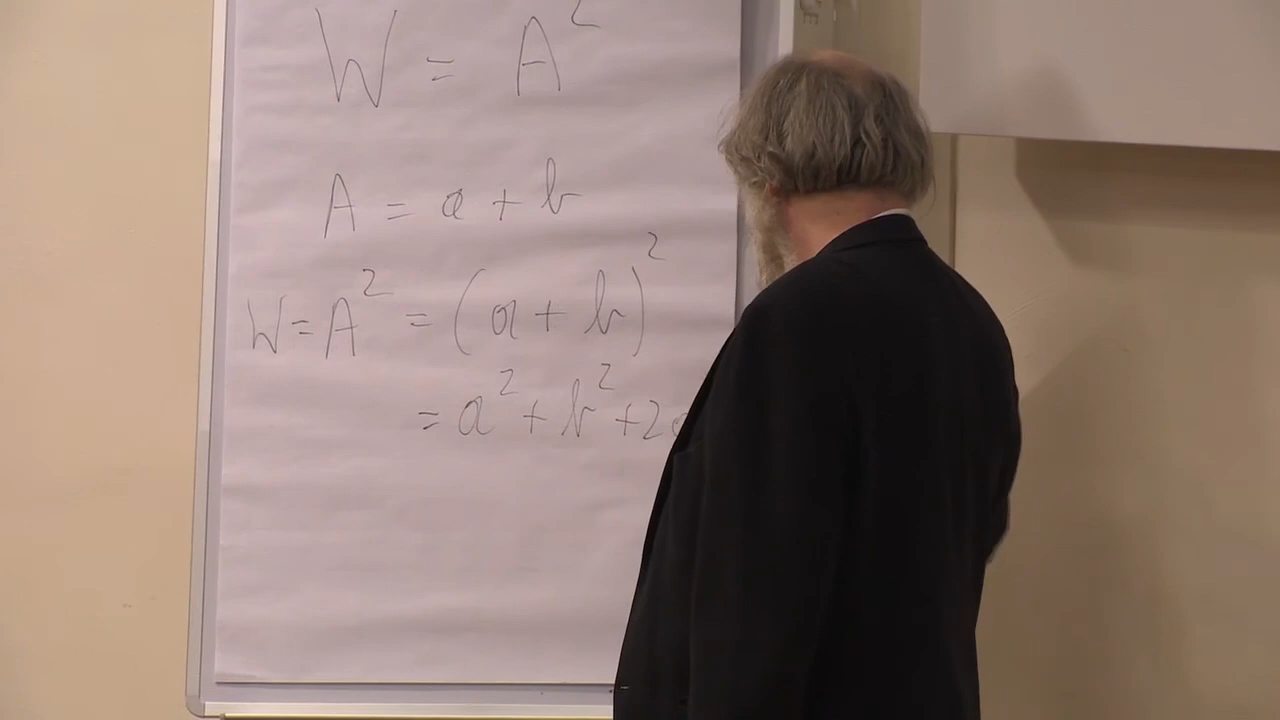 W = A²
A = a + b
W = A² = (a + b)²
= a² + b² + 2